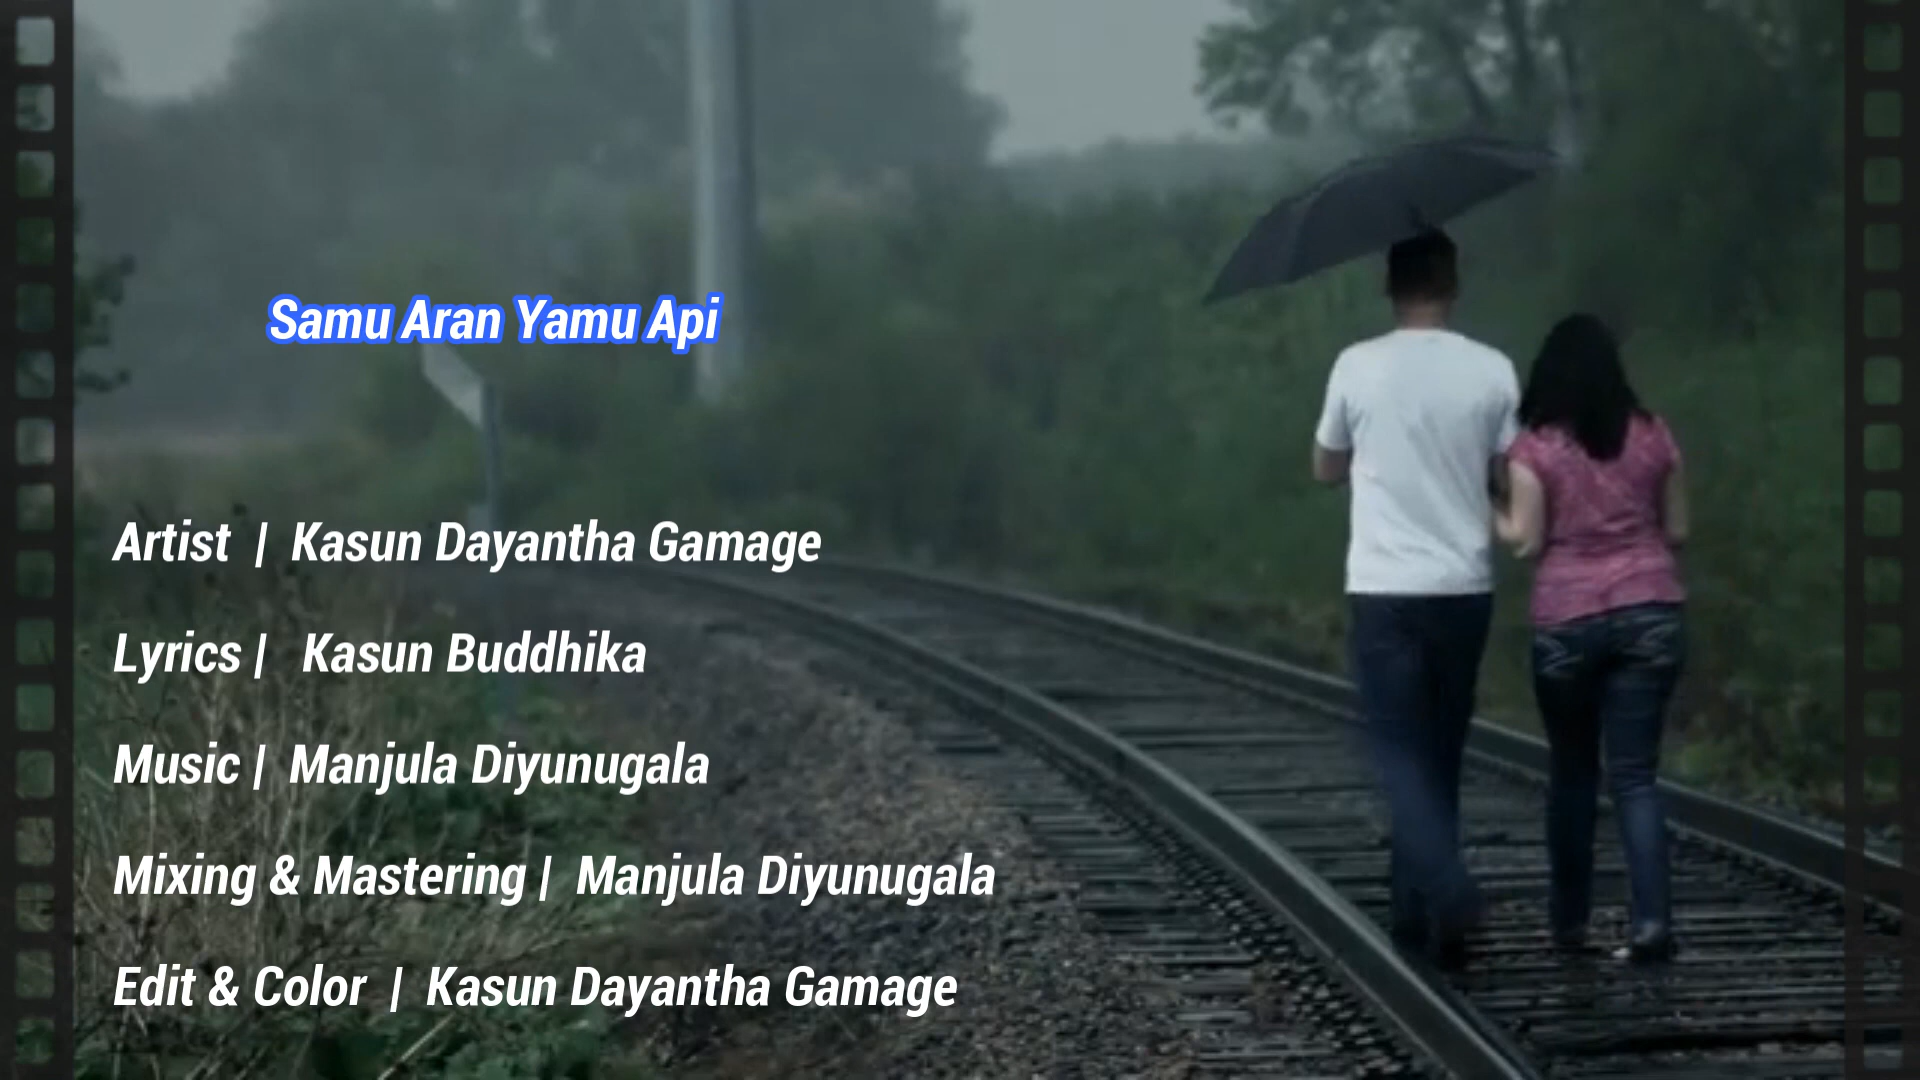 Samu Aran Yamu Api
Artist | Kasun Dayantha Gamage
Lyrics | Kasun Buddhika
Music | Manjula Diyunugala
Mixing & Mastering | Manjula Diyunugala
Edit & Color | Kasun Dayantha Gamage